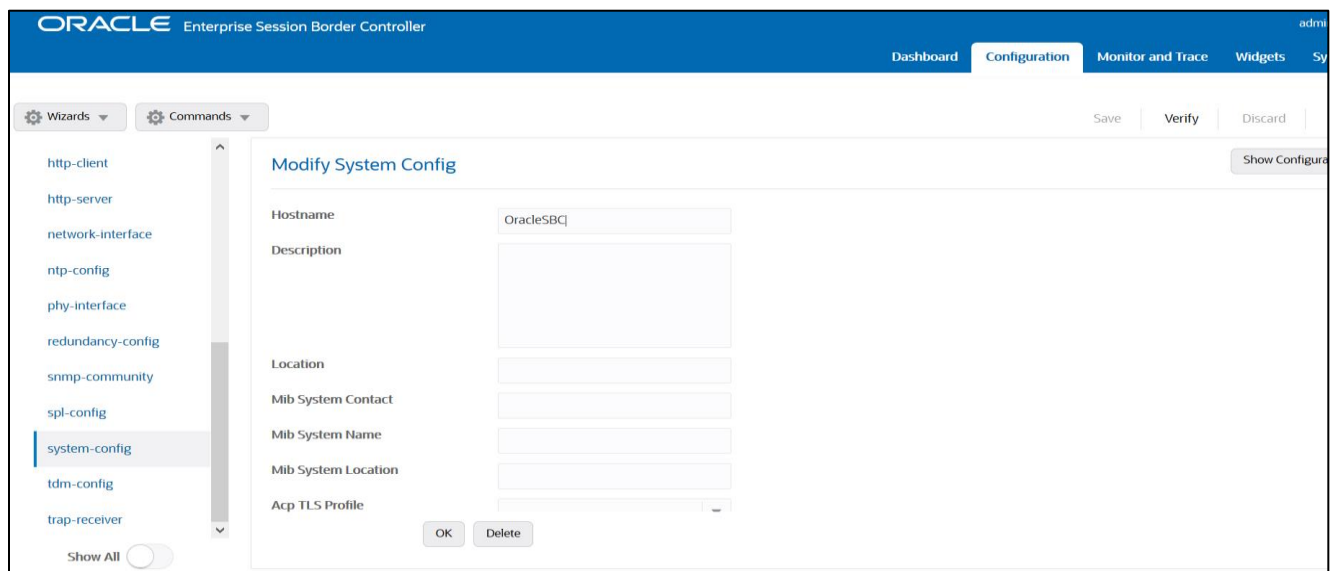 ORACLE Enterprise Session Border Controller
admi
Dashboard Configuration Monitor and Trace Widgets Sy
Wizards Commands Save Verify Discard
http-client
http-server
network-interface
ntp-config
phy-interface
redundancy-config
snmp-community
spl-config
system-config
tdm-config
trap-receiver
Show All
Modify System Config
Show Configura
Hostname OracleSBC
Description
Location
Mib System Contact
Mib System Name
Mib System Location
Acp TLS Profile
OK Delete